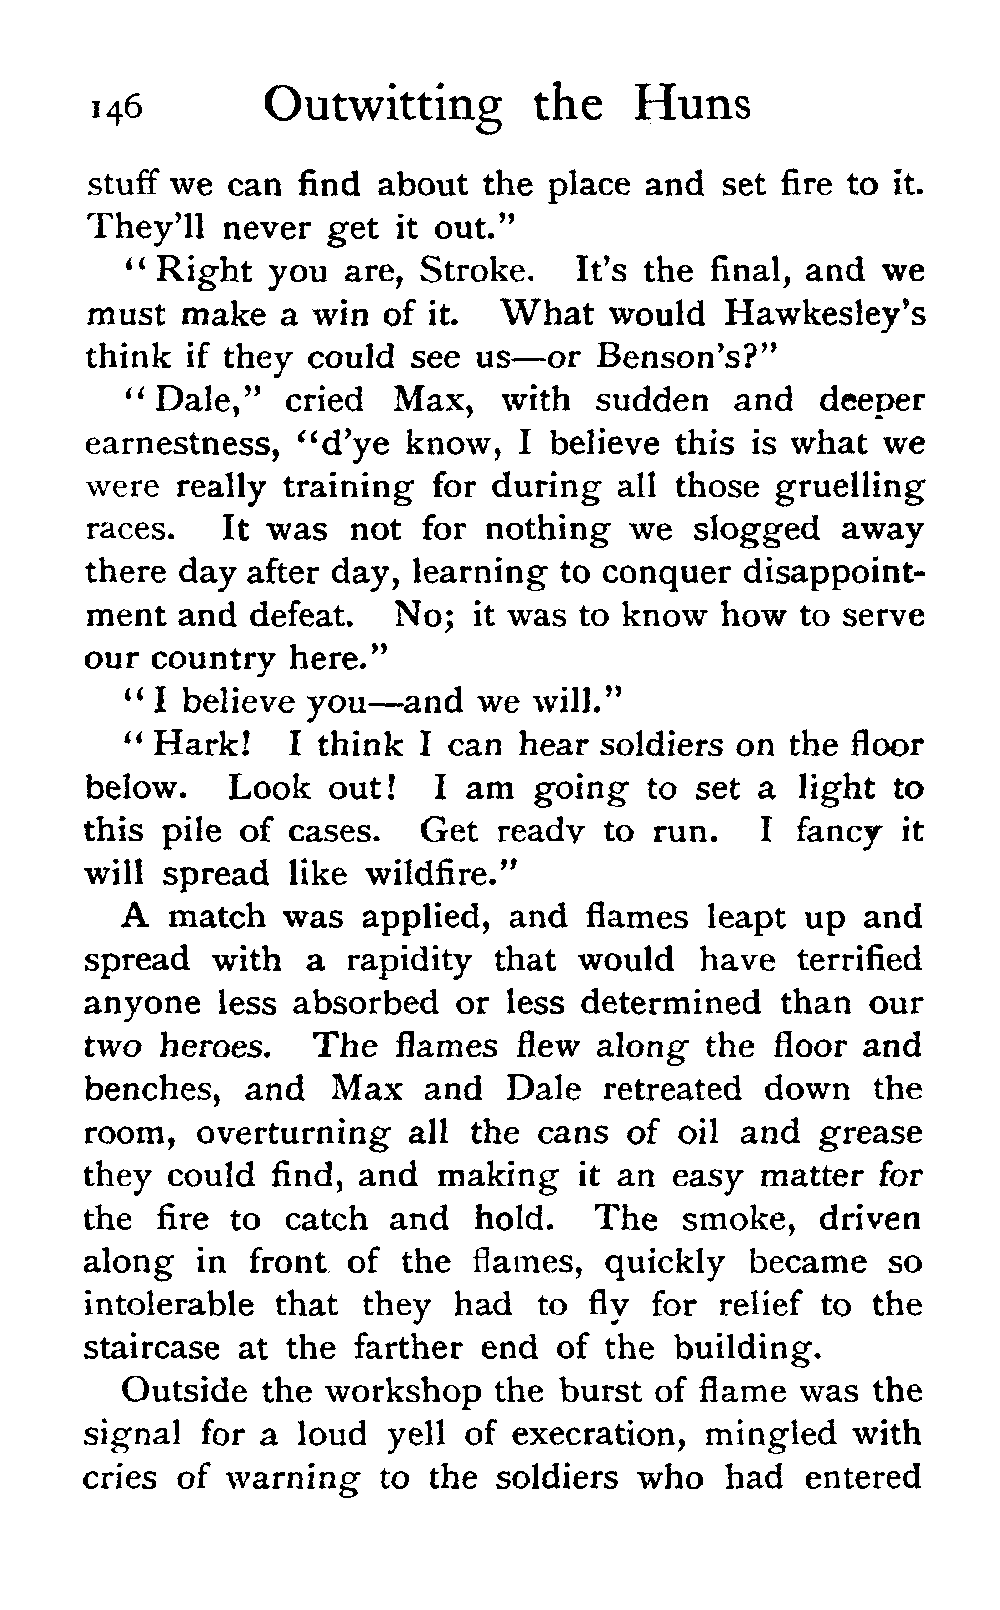 146 Outwitting the Huns
stuff we can find about the place and set fire to it.
They'll never get it out."
"Right you are, Stroke. It's the final, and we
must make a win of it. What would Hawkesley's
think if they could see us—or Benson's?"
"Dale," cried Max, with sudden and deeper
earnestness, "d'ye know, I believe this is what we
were really training for during all those gruelling
races. It was not for nothing we slogged away
there day after day, learning to conquer disappoint-
ment and defeat. No; it was to know how to serve
our country here."
"I believe you—and we will."
"Hark! I think I can hear soldiers on the floor
below. Look out! I am going to set a light to
this pile of cases. Get ready to run. I fancy it
will spread like wildfire."
A match was applied, and flames leapt up and
spread with a rapidity that would have terrified
anyone less absorbed or less determined than our
two heroes. The flames flew along the floor and
benches, and Max and Dale retreated down the
room, overturning all the cans of oil and grease
they could find, and making it an easy matter for
the fire to catch and hold. The smoke, driven
along in front of the flames, quickly became so
intolerable that they had to fly for relief to the
staircase at the farther end of the building.
Outside the workshop the burst of flame was the
signal for a loud yell of execration, mingled with
cries of warning to the soldiers who had entered